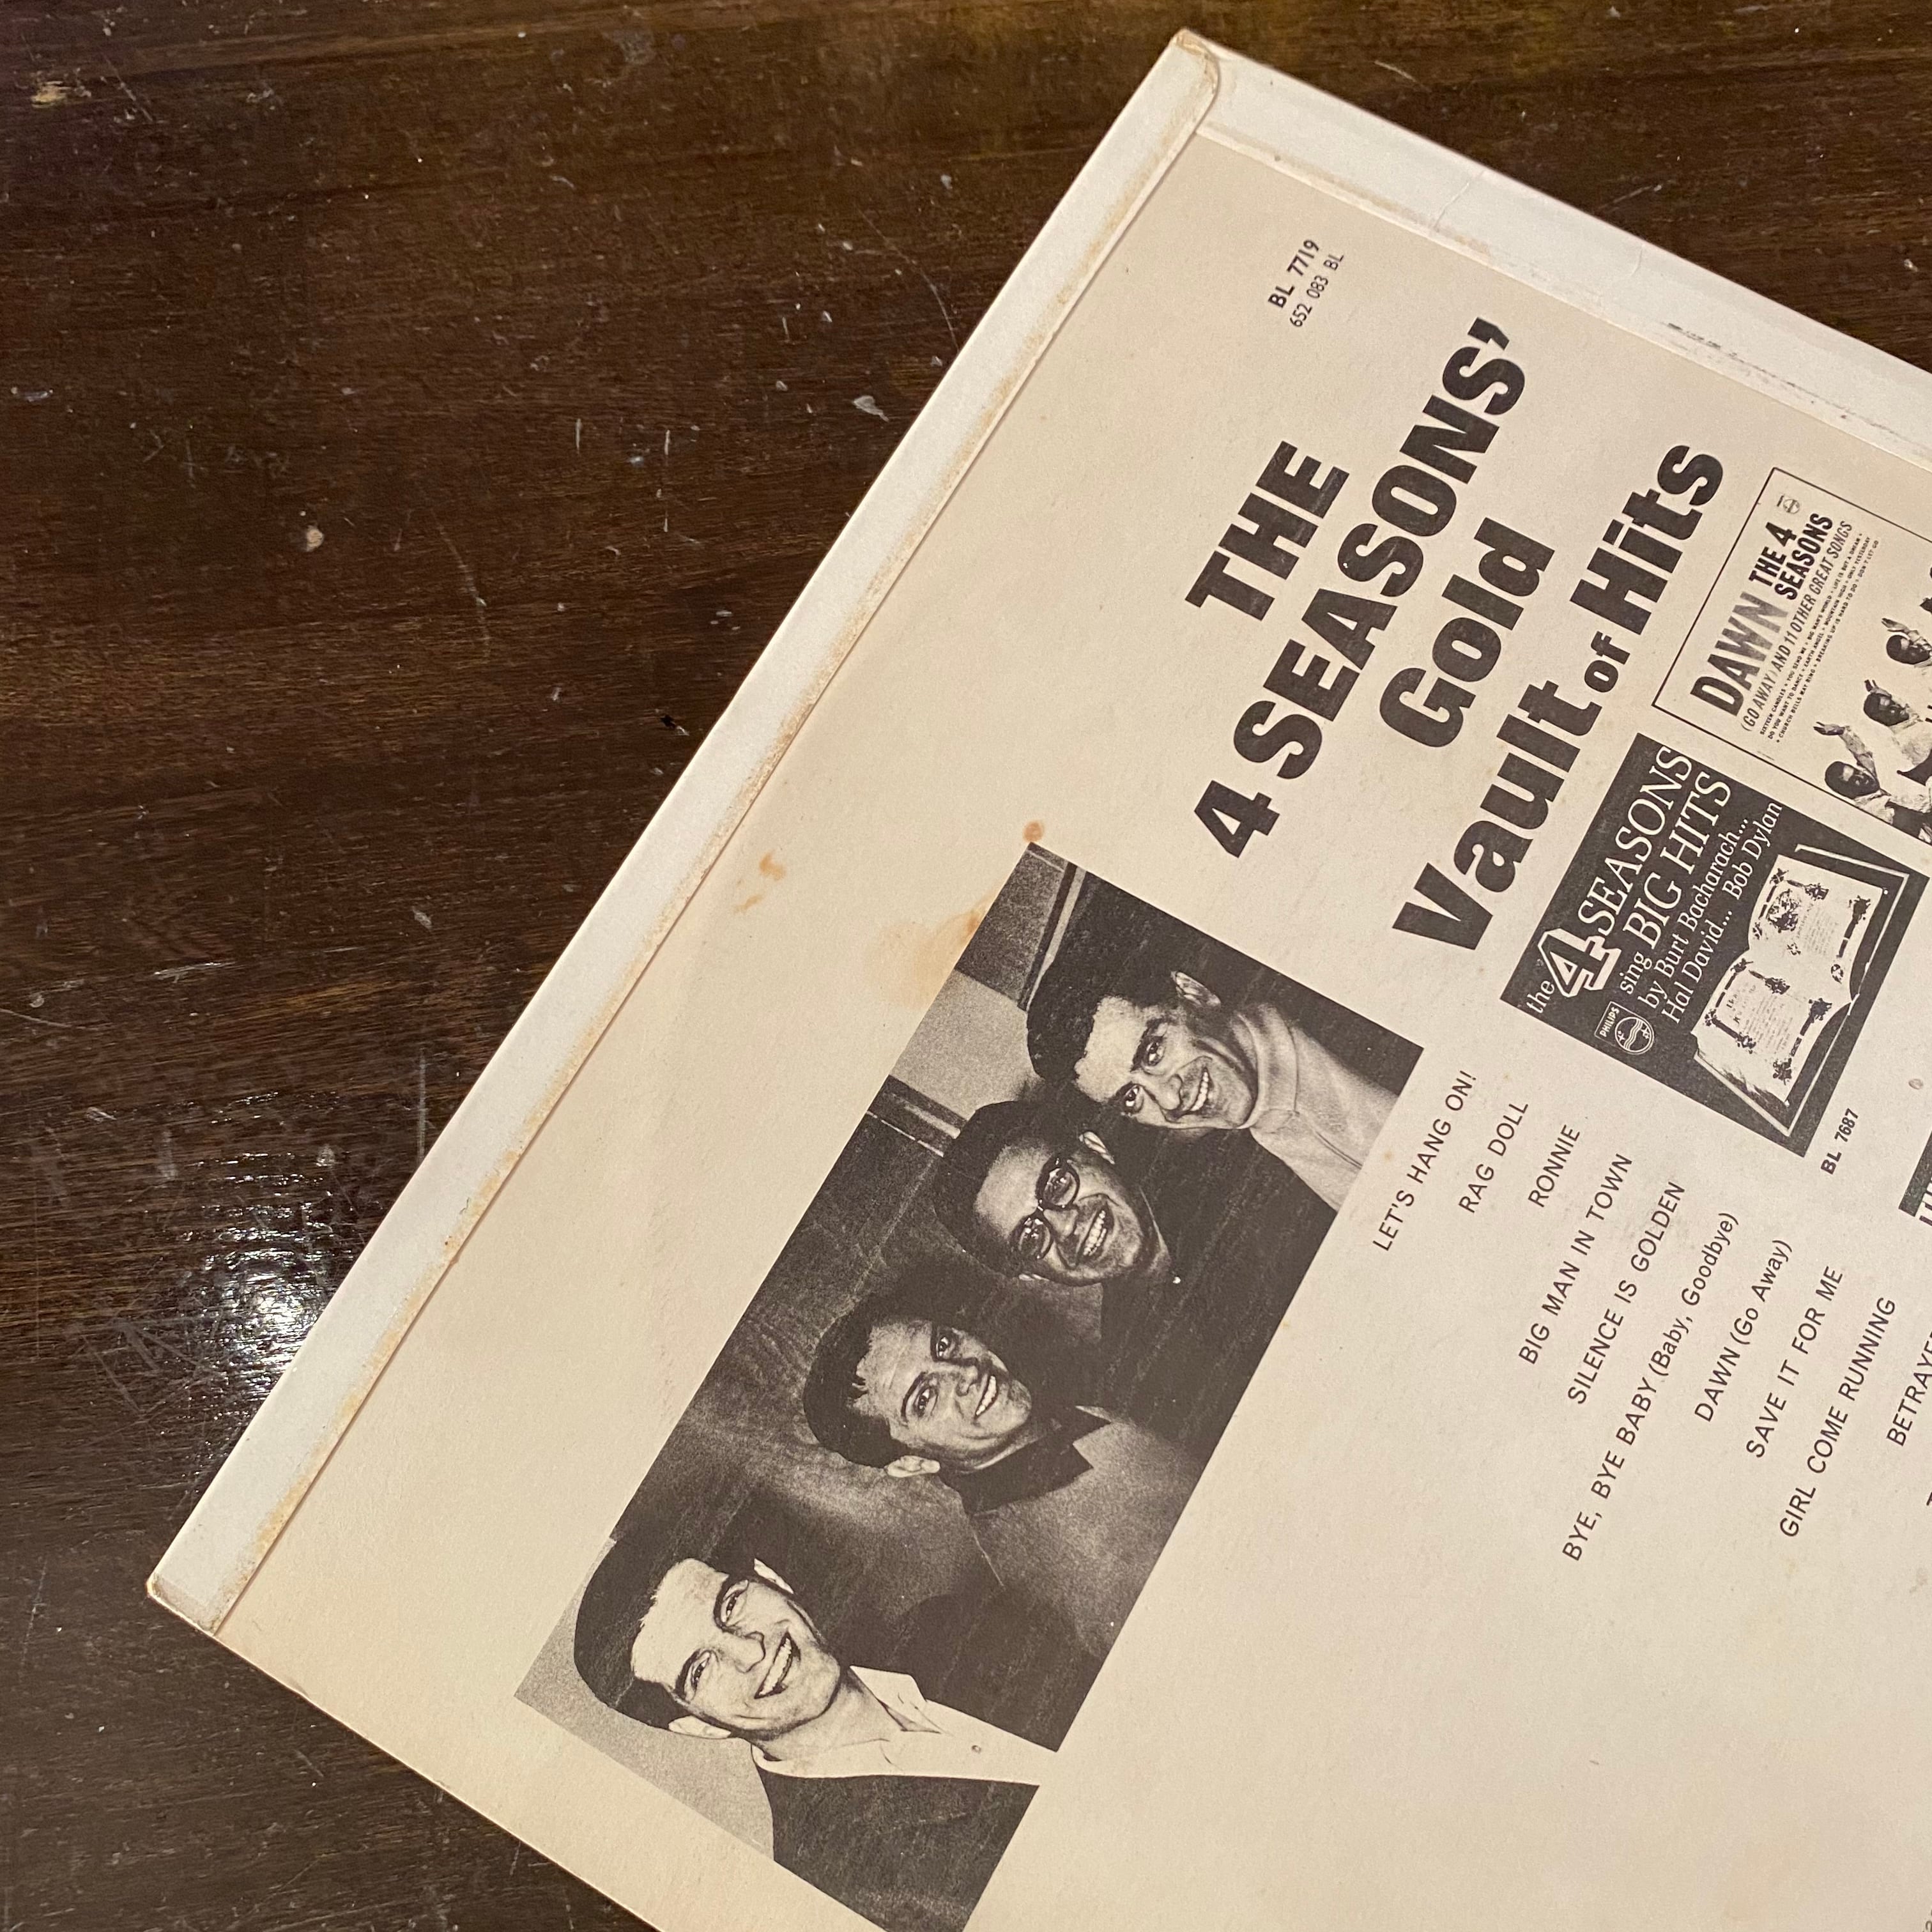 BL 7719
652 083 BL
THE
4 SEASONS'
Gold
Vault of Hits
DAWN THE 4
SEASONS
(GO AWAY) AND 11 OTHER GREAT SONGS
the 4 SEASONS
sing BIG HITS
by Burt Bacharach...
Hal David... Bob Dylan
PHILIPS
BL 7687
LET'S HANG ON!
RAG DOLL
RONNIE
BIG MAN IN TOWN
SILENCE IS GOLDEN
BYE, BYE BABY (Baby, Goodbye)
DAWN (Go Away)
SAVE IT FOR ME
GIRL COME RUNNING